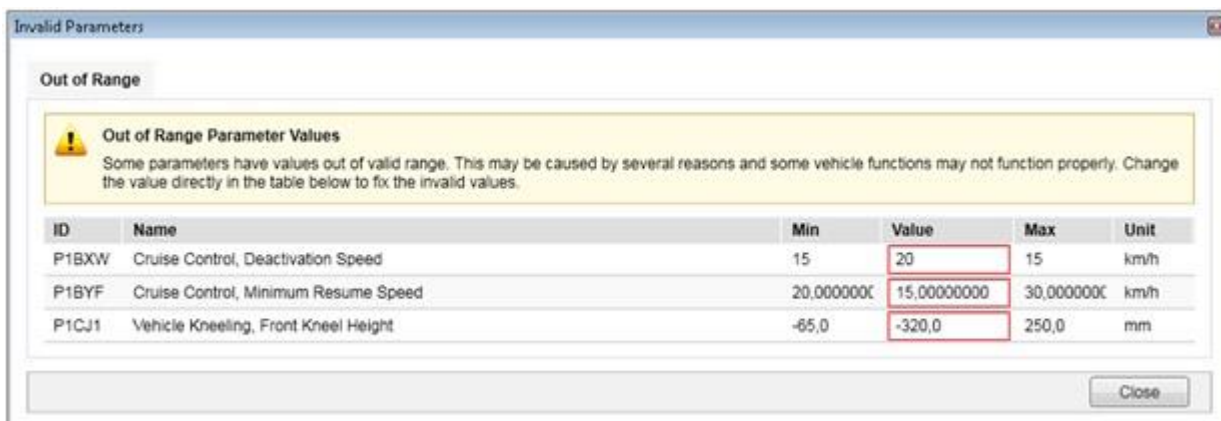 Invalid Parameters
Out of Range
Out of Range Parameter Values
Some parameters have values out of valid range. This may be caused by several reasons and some vehicle functions may not function properly. Change
the value directly in the table below to fix the invalid values.
ID Name Min Value Max Unit
P1BXW Cruise Control, Deactivation Speed 15 20 15 km/h
P1BYF Cruise Control, Minimum Resume Speed 20,0000000 15,00000000 30,0000000 km/h
P1CJ1 Vehicle Kneeling, Front Kneel Height -65,0 -320,0 250,0 mm
Close